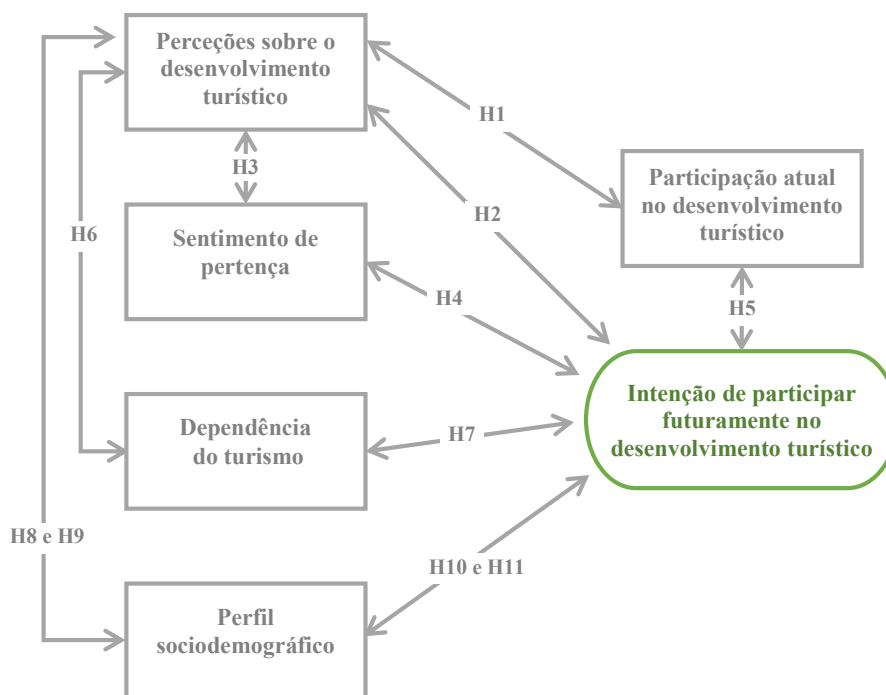 Perceções sobre o
desenvolvimento
turístico
H1
H3
Participação atual
no desenvolvimento
turístico
H6
Sentimento de
pertença
H2
H4
H5
Intenção de participar
futuramente no
desenvolvimento turístico
Dependência
do turismo
H7
H8 e H9
H10 e H11
Perfil
sociodemográfico